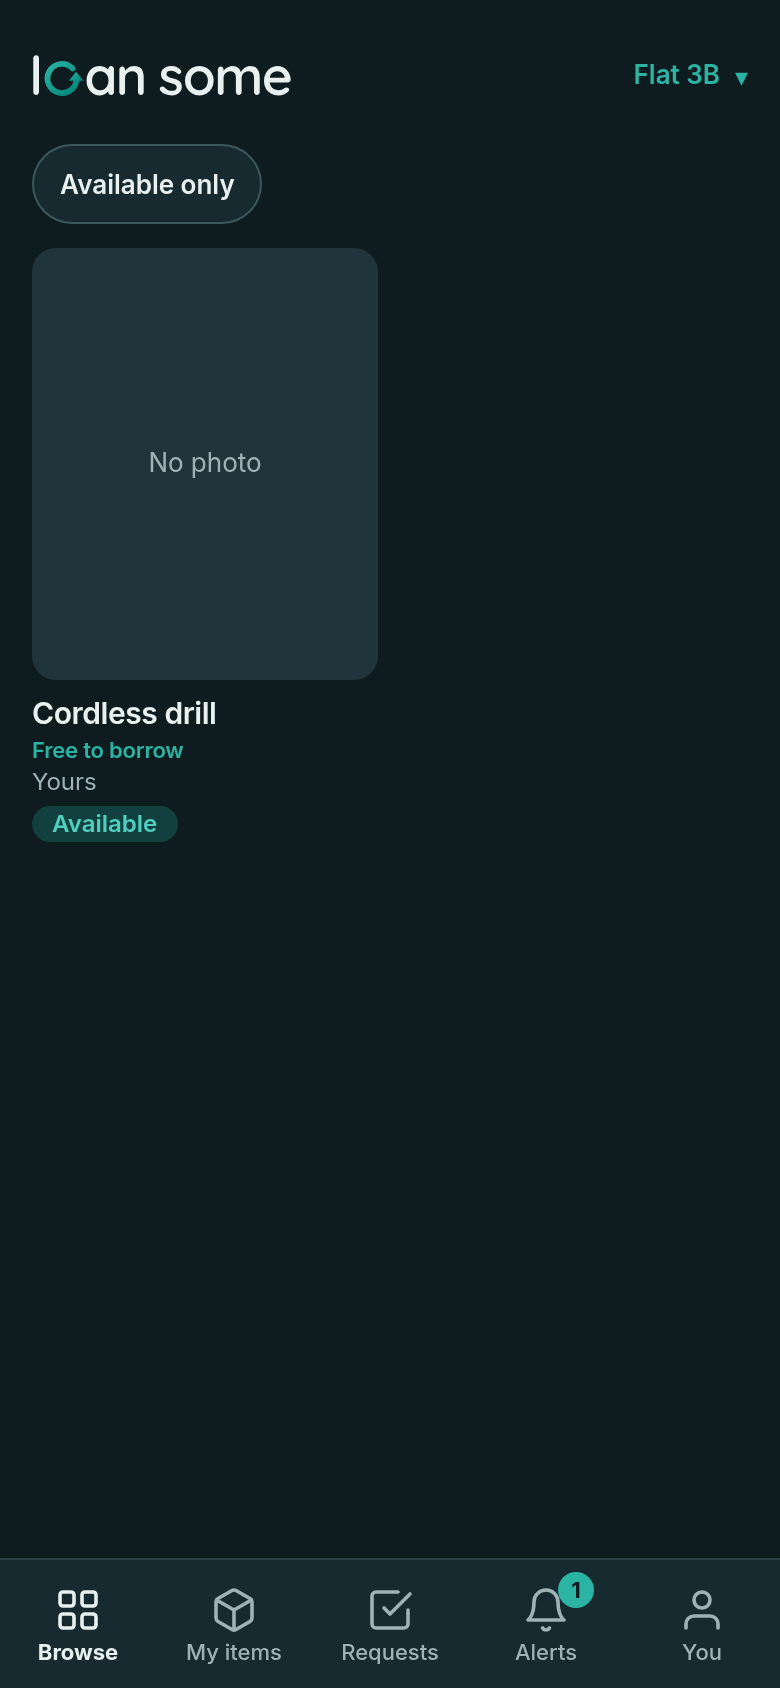 loan some
Flat 3B ▼
Available only
No photo
Cordless drill
Free to borrow
Yours
Available
1
Browse
My items
Requests
Alerts
You